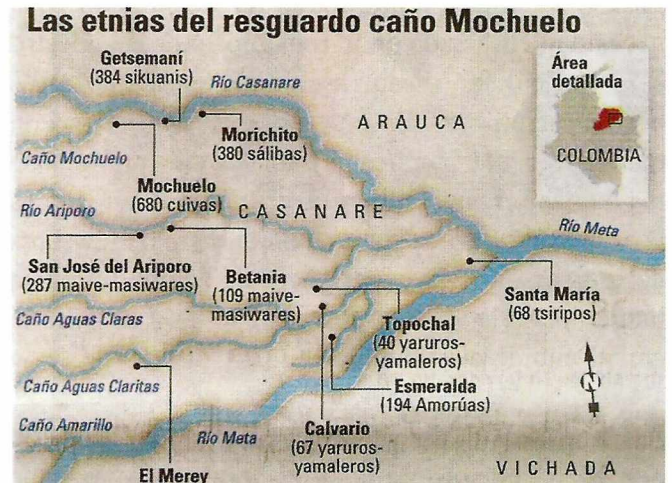 Las etnias del resguardo caño Mochuelo
Getsemaní
(384 sikuanis)
Río Casanare
Área
detallada
COLOMBIA
ARAUCA
Morichito
(380 sálibas)
Caño Mochuelo
Mochuelo
(680 cuivas)
Río Ariporo
CASANARE
Río Meta
San José del Ariporo
(287 maive-masiwares)
Betania
(109 maive-
masiwares)
Santa María
(68 tsiripos)
Caño Aguas Claras
Topochal
(40 yaruros-
yamaleros)
Caño Aguas Claritas
Esmeralda
(194 Amorúas)
N
Caño Amarillo
Río Meta
Calvario
(67 yaruros-
yamaleros)
El Merey
VICHADA